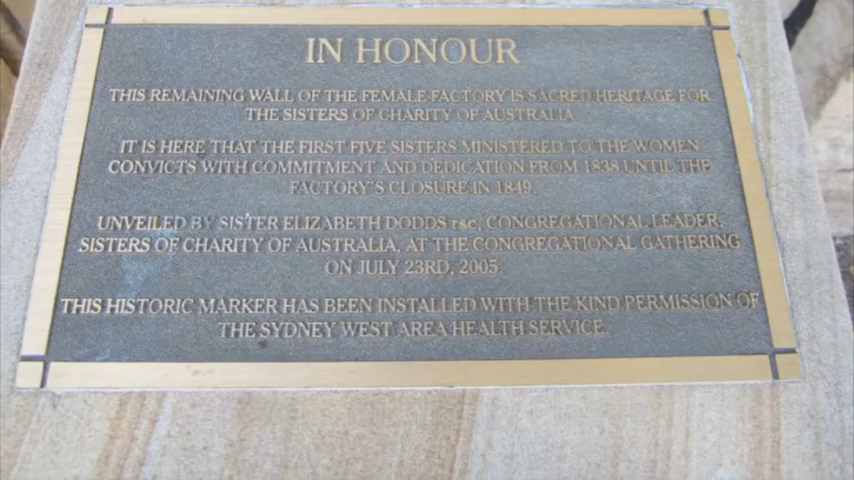 IN HONOUR
THIS REMAINING WALL OF THE FEMALE FACTORY IS SACRED HERITAGE FOR
THE SISTERS OF CHARITY OF AUSTRALIA.
IT IS HERE THAT THE FIRST FIVE SISTERS MINISTERED TO THE WOMEN
CONVICTS WITH COMMITMENT AND DEDICATION FROM 1838 UNTIL THE
FACTORY'S CLOSURE IN 1849.
UNVEILED BY SISTER ELIZABETH DODDS rsc, CONGREGATIONAL LEADER,
SISTERS OF CHARITY OF AUSTRALIA, AT THE CONGREGATIONAL GATHERING
ON JULY 23RD, 2005.
THIS HISTORIC MARKER HAS BEEN INSTALLED WITH THE KIND PERMISSION OF
THE SYDNEY WEST AREA HEALTH SERVICE.